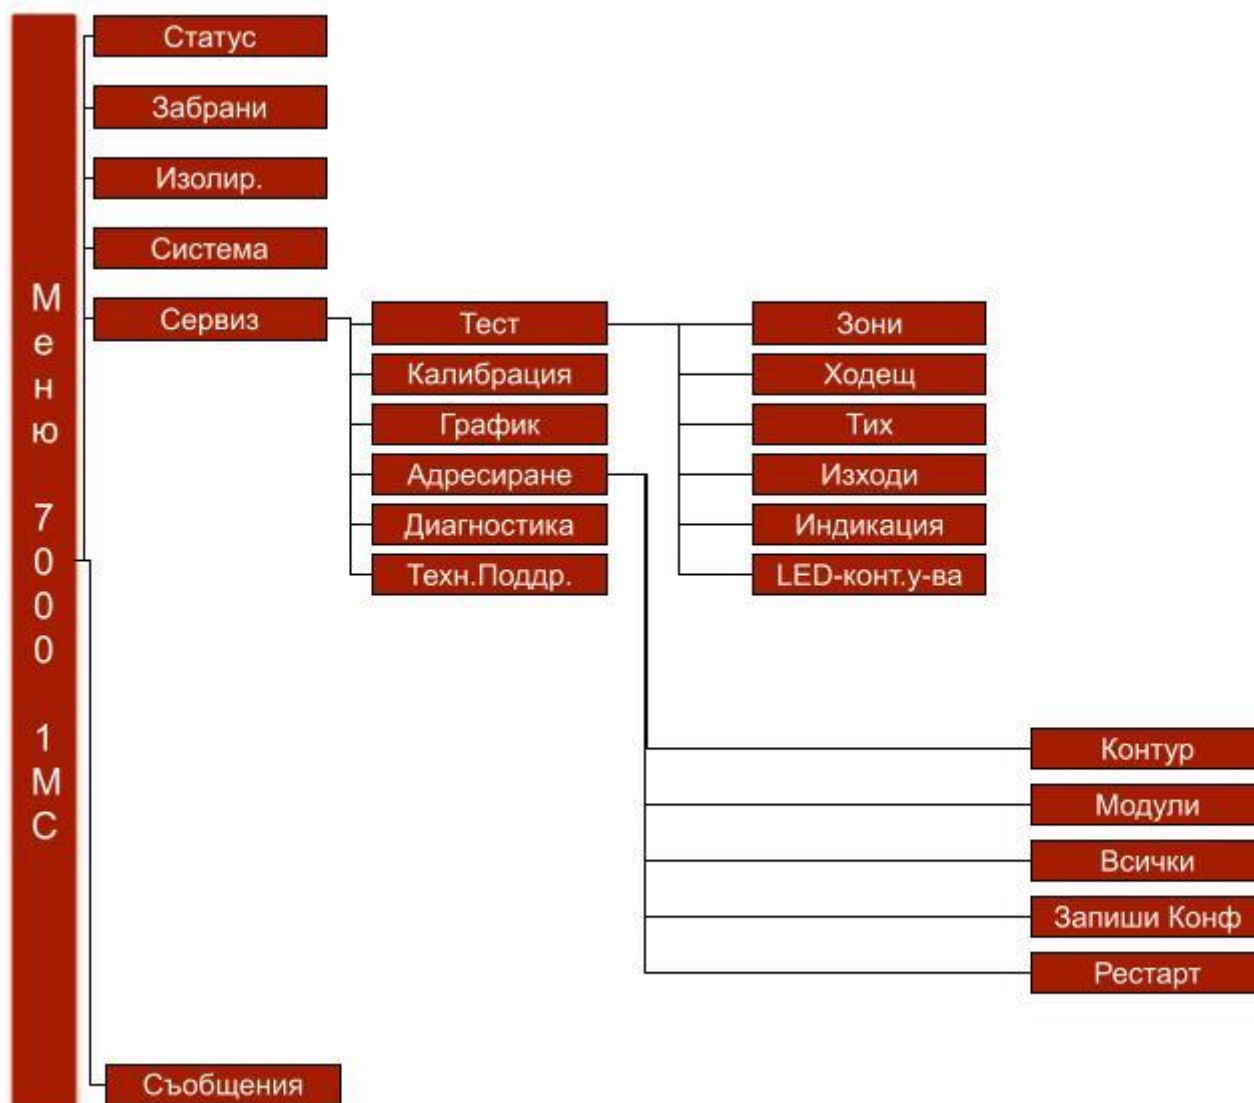 Меню 7000 1МС
Статус
Забрани
Изолир.
Система
Сервиз
Тест
Калибрация
График
Адресиране
Диагностика
Техн.Поддр.
Зони
Ходещ
Тих
Изходи
Индикация
LED-конт.у-ва
Контур
Модули
Всички
Запиши Конф
Рестарт
Съобщения